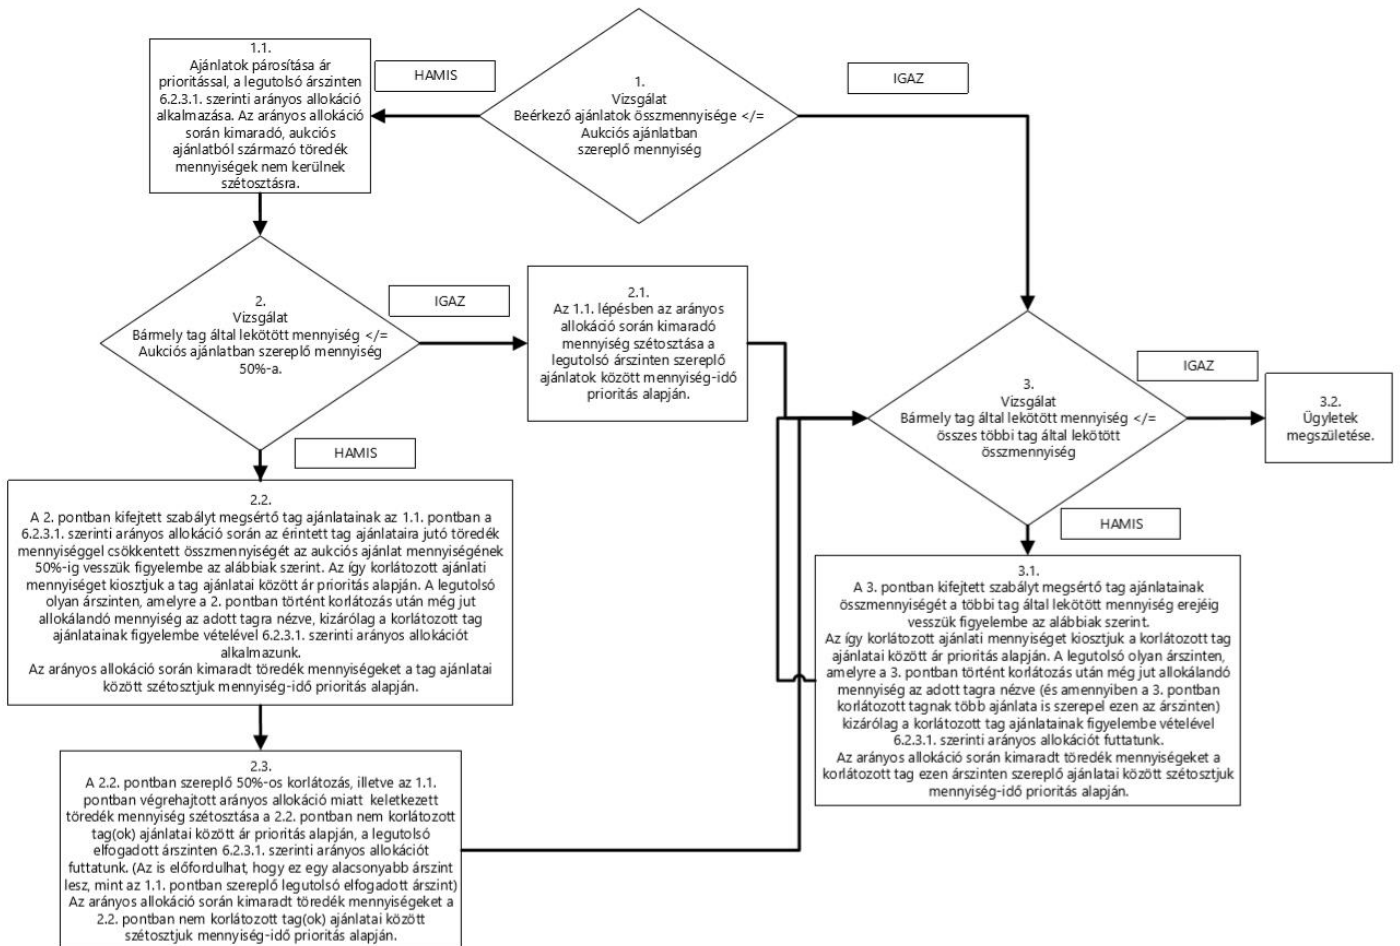 1.1.
Ajánlatok párosítása ár
prioritással, a legutolsó árszinten
6.2.3.1. szerinti arányos allokáció
alkalmazása. Az arányos allokáció
során kimaradó, aukciós
ajánlatból származó töredék
mennyiségek nem kerülnek
szétosztásra.
HAMIS
1.
Vizsgálat
Beérkező ajánlatok összmennyisége </=
Aukciós ajánlatban
szereplő mennyiség
IGAZ
2.
Vizsgálat
Bármely tag által lekötött mennyiség </=
Aukciós ajánlatban szereplő mennyiség
50%-a.
IGAZ
2.1.
Az 1.1. lépésben az arányos
allokáció során kimaradó
mennyiség szétosztása a
legutolsó árszinten szereplő
ajánlatok között mennyiség-idő
prioritás alapján.
3.
Vizsgálat
Bármely tag által lekötött mennyiség </=
összes többi tag által lekötött
összmennyiség
IGAZ
3.2.
Ügyletek
megszületése.
HAMIS
2.2.
A 2. pontban kifejtett szabályt megsértő tag ajánlatainak az 1.1. pontban a
6.2.3.1. szerinti arányos allokáció során az érintett tag ajánlataira jutó töredék
mennyiséggel csökkentett összmennyiségét az aukciós ajánlat mennyiségének
50%-ig vesszük figyelembe az alábbiak szerint. Az így korlátozott ajánlati
mennyiséget kiosztjuk a tag ajánlatai között ár prioritás alapján. A legutolsó
olyan árszinten, amelyre a 2. pontban történt korlátozás után még jut
allokálandó mennyiség az adott tagra nézve, kizárólag a korlátozott tag
ajánlatainak figyelembe vételével 6.2.3.1. szerinti arányos allokációt
alkalmazunk.
Az arányos allokáció során kimaradt töredék mennyiségeket a tag ajánlatai
között szétosztjuk mennyiség-idő prioritás alapján.
HAMIS
3.1.
A 3. pontban kifejtett szabályt megsértő tag ajánlatainak
összmennyiségét a többi tag által lekötött mennyiség erejéig
vesszük figyelembe az alábbiak szerint.
Az így korlátozott ajánlati mennyiséget kiosztjuk a korlátozott tag
ajánlatai között ár prioritás alapján. A legutolsó olyan árszinten,
amelyre a 3. pontban történt korlátozás után még jut allokálandó
mennyiség az adott tagra nézve (és amennyiben a 3. pontban
korlátozott tagnak több ajánlata is szerepel ezen az árszinten)
kizárólag a korlátozott tag ajánlatainak figyelembe vételével
6.2.3.1. szerinti arányos allokációt futtatunk.
Az arányos allokáció során kimaradt töredék mennyiségeket a
korlátozott tag ezen árszinten szereplő ajánlatai között szétosztjuk
mennyiség-idő prioritás alapján.
2.3.
A 2.2. pontban szereplő 50%-os korlátozás, illetve az 1.1.
pontban végrehajtott arányos allokáció miatt keletkezett
töredék mennyiség szétosztása a 2.2. pontban nem korlátozott
tag(ok) ajánlatai között ár prioritás alapján, a legutolsó
elfogadott árszinten 6.2.3.1. szerinti arányos allokációt
futtatunk. (Az is előfordulhat, hogy ez egy alacsonyabb árszint
lesz, mint az 1.1. pontban szereplő legutolsó elfogadott árszint)
Az arányos allokáció során kimaradt töredék mennyiségeket a
2.2. pontban nem korlátozott tag(ok) ajánlatai között
szétosztjuk mennyiség-idő prioritás alapján.